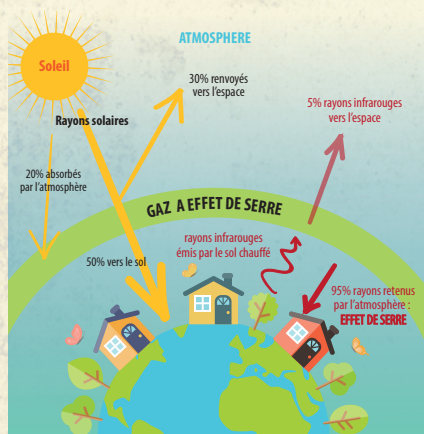 ATMOSPHERE
Soleil
30% renvoyés
vers l'espace
5% rayons infrarouges
vers l'espace
Rayons solaires
20% absorbés
par l'atmosphère
GAZ A EFFET DE SERRE
rayons infrarouges
émis par le sol chauffé
50% vers le sol
95% rayons retenus
par l'atmosphère :
EFFET DE SERRE